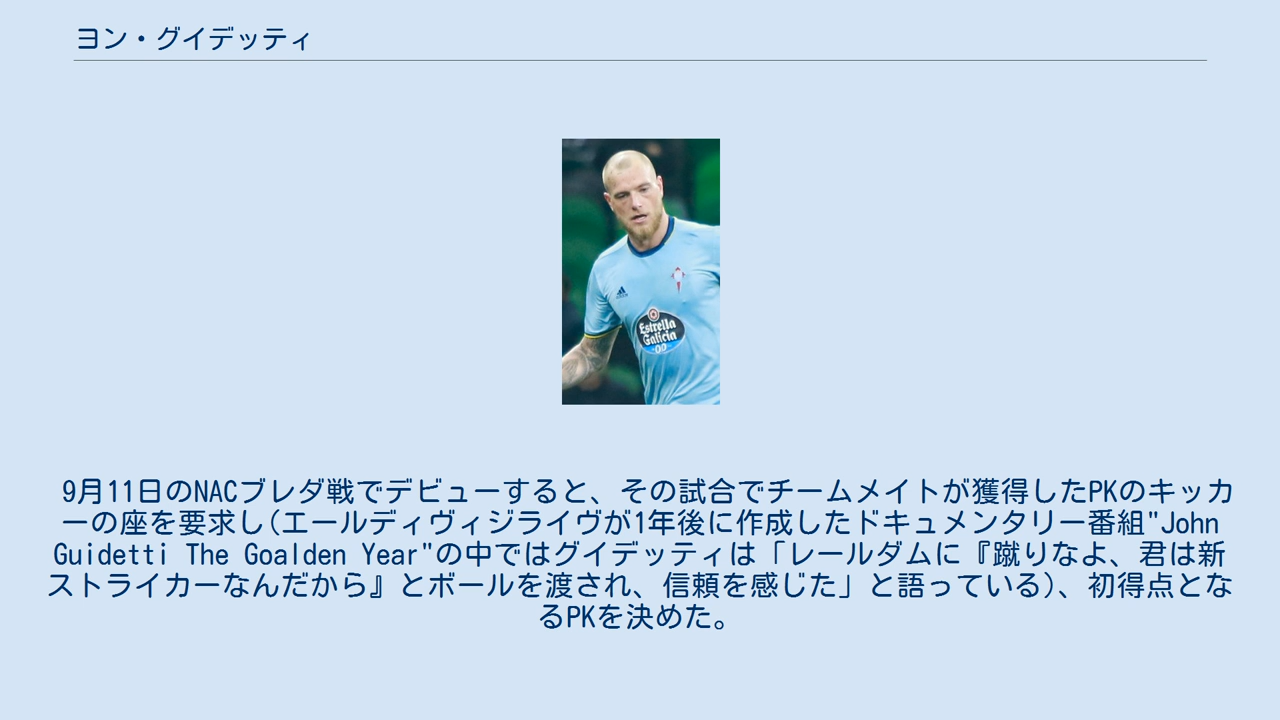 ヨン・グイデッティ
Estrella
Galicia
00
9月11日のNACブレダ戦でデビューすると、その試合でチームメイトが獲得したPKのキッカ
ーの座を要求し(エールディヴィジライヴが1年後に作成したドキュメンタリー番組"John
Guidetti The Goalden Year"の中ではグイデッティは「レールダムに『蹴りなよ、君は新
ストライカーなんだから』とボールを渡され、信頼を感じた」と語っている)、初得点とな
るPKを決めた。